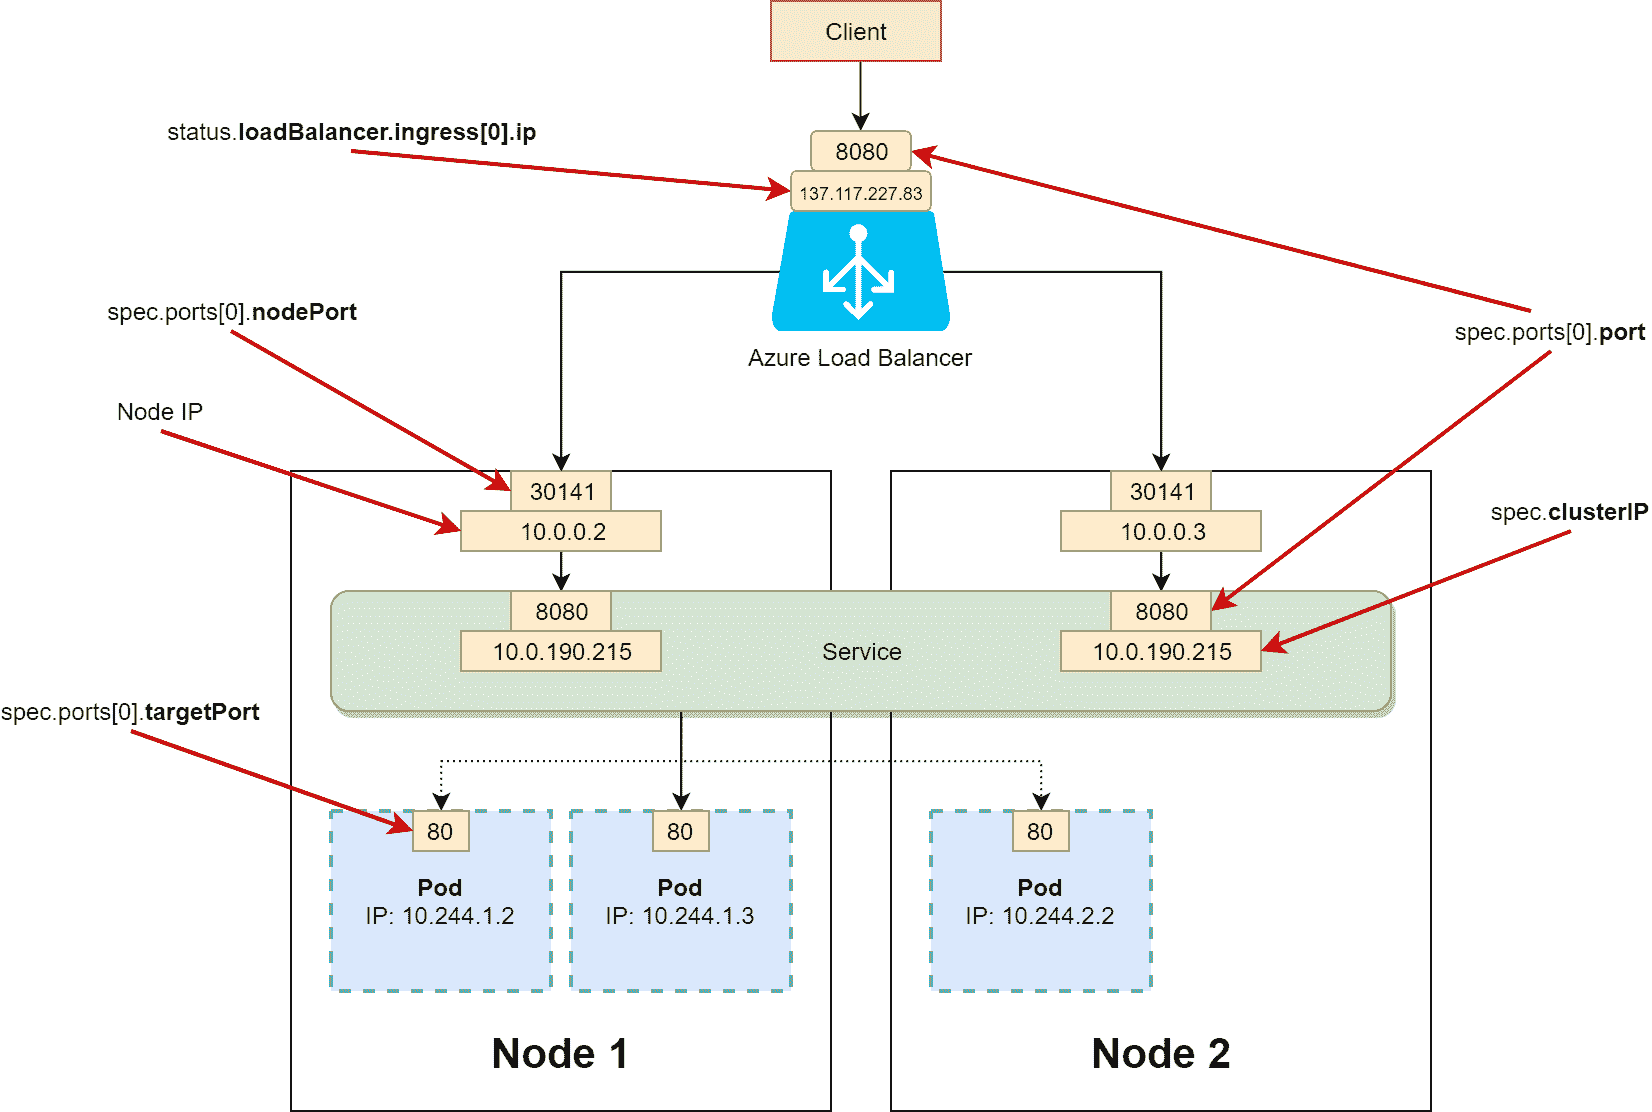 Client
status.loadBalancer.ingress[0].ip
8080
137.117.227.83
spec.ports[0].nodePort
spec.ports[0].port
Azure Load Balancer
Node IP
30141
30141
spec.clusterIP
10.0.0.2
10.0.0.3
8080
8080
10.0.190.215
Service
10.0.190.215
spec.ports[0].targetPort
80
80
80
Pod
IP: 10.244.1.2
Pod
IP: 10.244.1.3
Pod
IP: 10.244.2.2
Node 1
Node 2